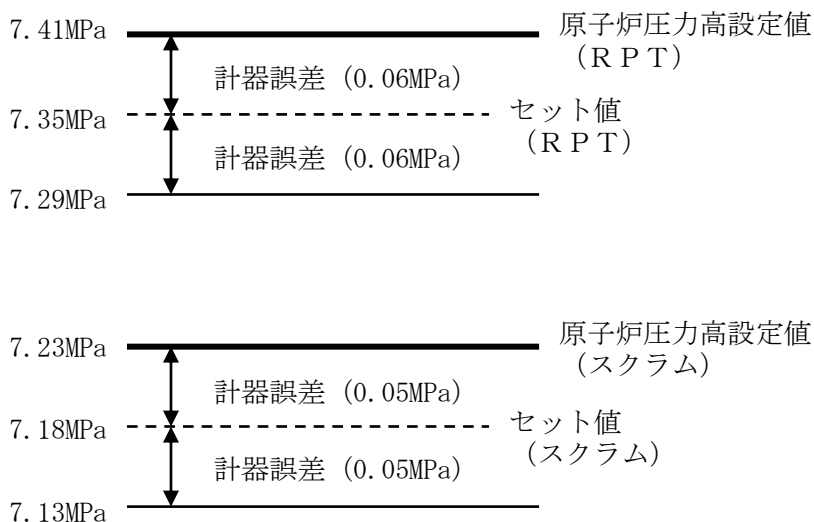 7.41MPa
原子炉圧力高設定値
（ＲＰＴ）
計器誤差 (0.06MPa)
7.35MPa
セット値
（ＲＰＴ）
計器誤差 (0.06MPa)
7.29MPa
7.23MPa
原子炉圧力高設定値
（スクラム）
計器誤差 (0.05MPa)
7.18MPa
セット値
（スクラム）
計器誤差 (0.05MPa)
7.13MPa